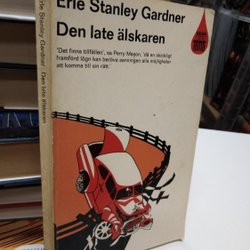 Erle Stanley Gardner
Den late älskaren
'Det finns tillfällen', sa Perry Mason, 'då en skickligt
framförd lögn kan beröva sanningen alla möjligheter
att komma till sin rätt.'
Erle Stanley Gardner Den late älskaren